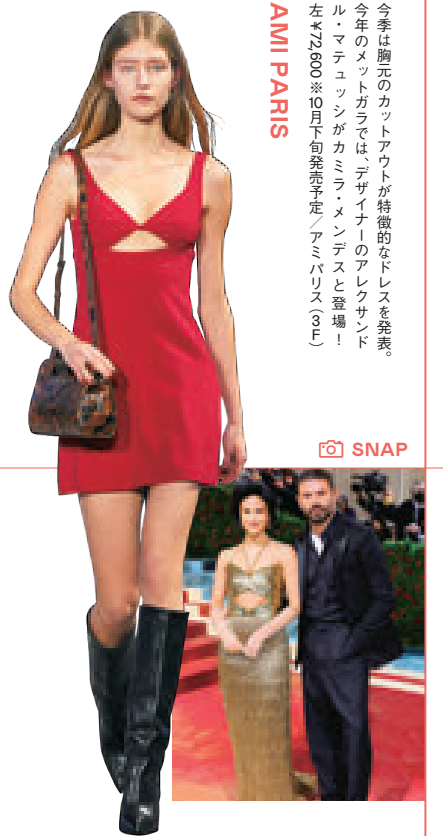 今季は胸元のカットアウトが特徴的なドレスを発表。
今年のメットガラでは、デザイナーのアレクサンド
ル・マテュッシがカミラ・メンデスと登場！
左￥72,600※10月下旬発売予定／アミ パリス（3F）
AMI PARIS
SNAP